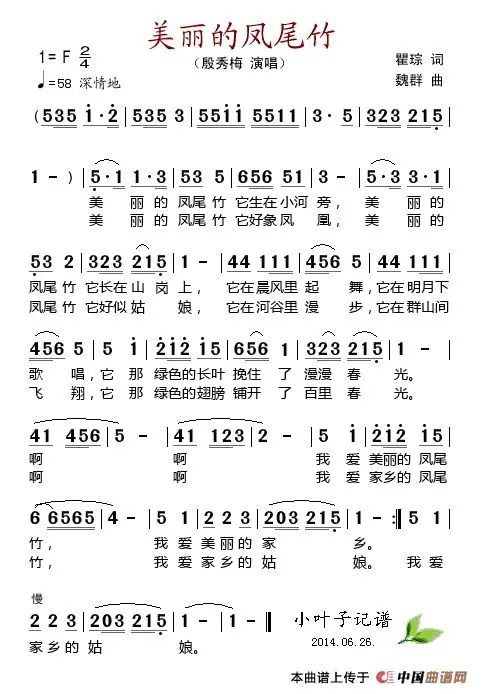 美丽的凤尾竹
1=F 2/4
（殷秀梅 演唱）
瞿琮 词
♩=58 深情地
魏群 曲
(535 1·2 | 535 3 | 5511 5511 | 3· 5 | 323 215 |
1 - ) | 5·1 1·3 | 53 5 | 656 51 | 3 - | 5·3 3·1 |
美 丽的 凤尾 竹 它生在 小河 旁， 美 丽的
美 丽的 凤尾 竹 它好象 凤 凰， 美 丽的
53 2 | 323 215 | 1 - | 44 111 | 456 5 | 44 111 |
凤尾 竹 它长在 山 岗 上， 它在晨风里 起 舞，它在明月下
凤尾 竹 它好似 姑 娘， 它在河谷里 漫 步，它在群山间
456 5 | 5 1 | 212 15 | 656 1 | 323 215 | 1 - |
歌 唱，它 那 绿色的长叶 挽住 了 漫漫 春 光。
飞 翔，它 那 绿色的翅膀 铺开 了 百里 春 光。
41 456 | 5 - | 41 123 | 2 - | 5 1 | 212 15 |
啊 啊 我 爱 美丽的 凤尾
啊 啊 我 爱 家乡的 凤尾
6 6565 | 4 - | 5 1 | 2 2 3 | 203 215 | 1 - :| 5 1 |
竹， 我 爱 美 丽 的 家 乡。
竹， 我 爱 家 乡 的 姑 娘。 我 爱
慢
2 2 3 | 203 215 | 1 - | 1 - ||
家 乡 的 姑 娘。
小叶子记谱
2014.06.26.
本曲谱上传于 中国曲谱网